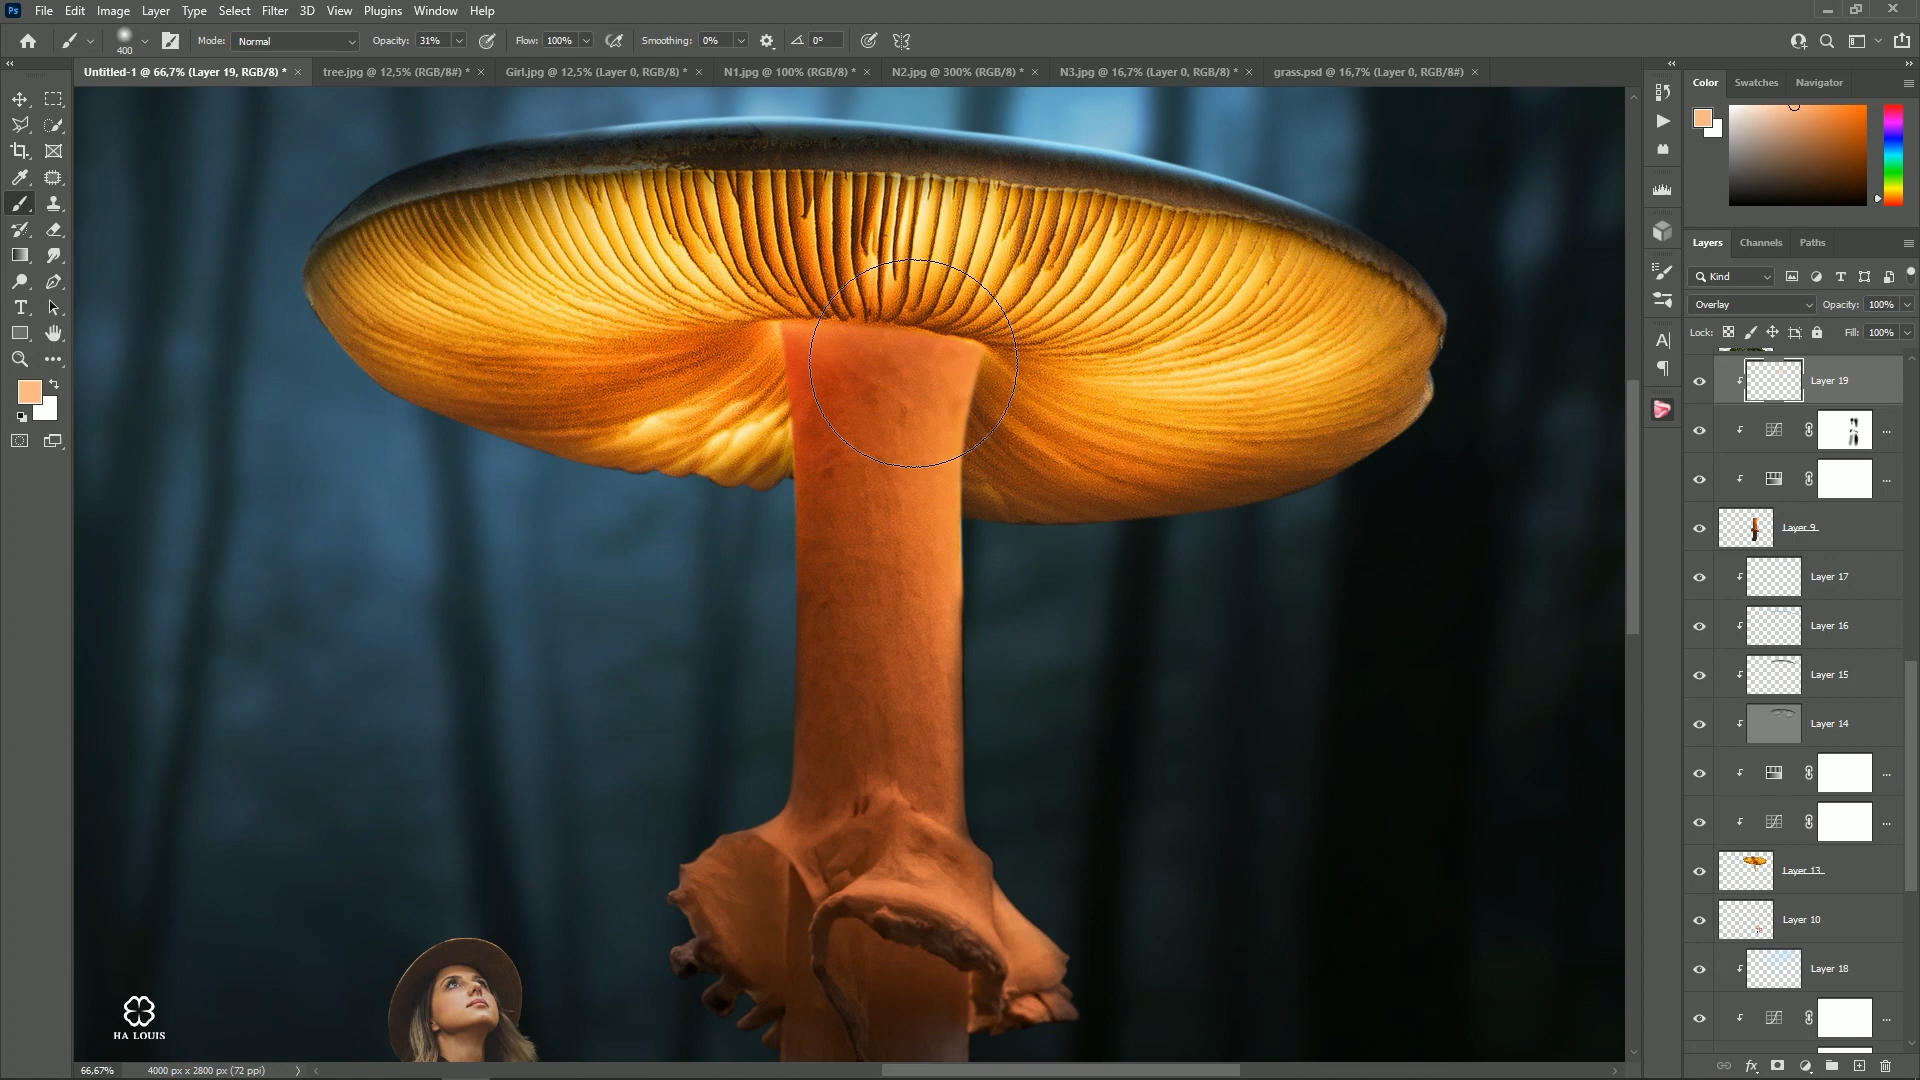 Ps File Edit Image Layer Type Select Filter 3D View Plugins Window Help
400 Mode: Normal Opacity: 31% Flow: 100% Smoothing: 0% 0°
Untitled-1 @ 66,7% (Layer 19, RGB/8) * tree.jpg @ 12,5% (RGB/8#) * Girl.jpg @ 12,5% (Layer 0, RGB/8) * N1.jpg @ 100% (RGB/8) * N2.jpg @ 300% (RGB/8) * N3.jpg @ 16,7% (Layer 0, RGB/8) * grass.psd @ 16,7% (Layer 0, RGB/8#)
Color Swatches Navigator
Layers Channels Paths
Kind
Overlay Opacity: 100%
Lock: Fill: 100%
Layer 19
Layer 9
Layer 17
Layer 16
Layer 15
Layer 14
Layer 13
Layer 10
Layer 18
HA LOUIS
66,67% 4000 px x 2800 px (72 ppi)
fx